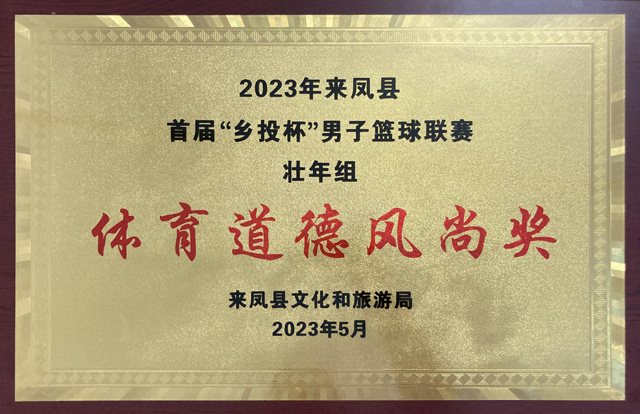 2023年来凤县
首届“乡投杯”男子篮球联赛
壮年组
体育道德风尚奖
来凤县文化和旅游局
2023年5月